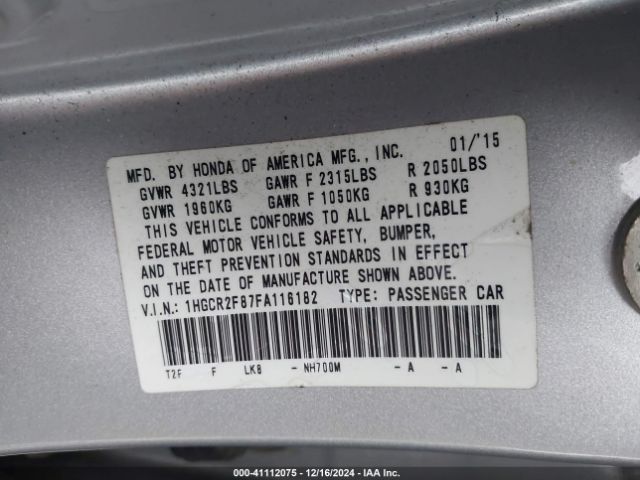 MFD. BY HONDA OF AMERICA MFG., INC. 01/'15
GVWR 4321LBS GAWR F 2315LBS R 2050LBS
GVWR 1960KG GAWR F 1050KG R 930KG
THIS VEHICLE CONFORMS TO ALL APPLICABLE
FEDERAL MOTOR VEHICLE SAFETY, BUMPER,
AND THEFT PREVENTION STANDARDS IN EFFECT
ON THE DATE OF MANUFACTURE SHOWN ABOVE.
V.I.N.: 1HGCR2F87FA116182 TYPE: PASSENGER CAR
T2F F LK8 - NH700M - A - A
000-41112075 - 12/16/2024 - IAA Inc.